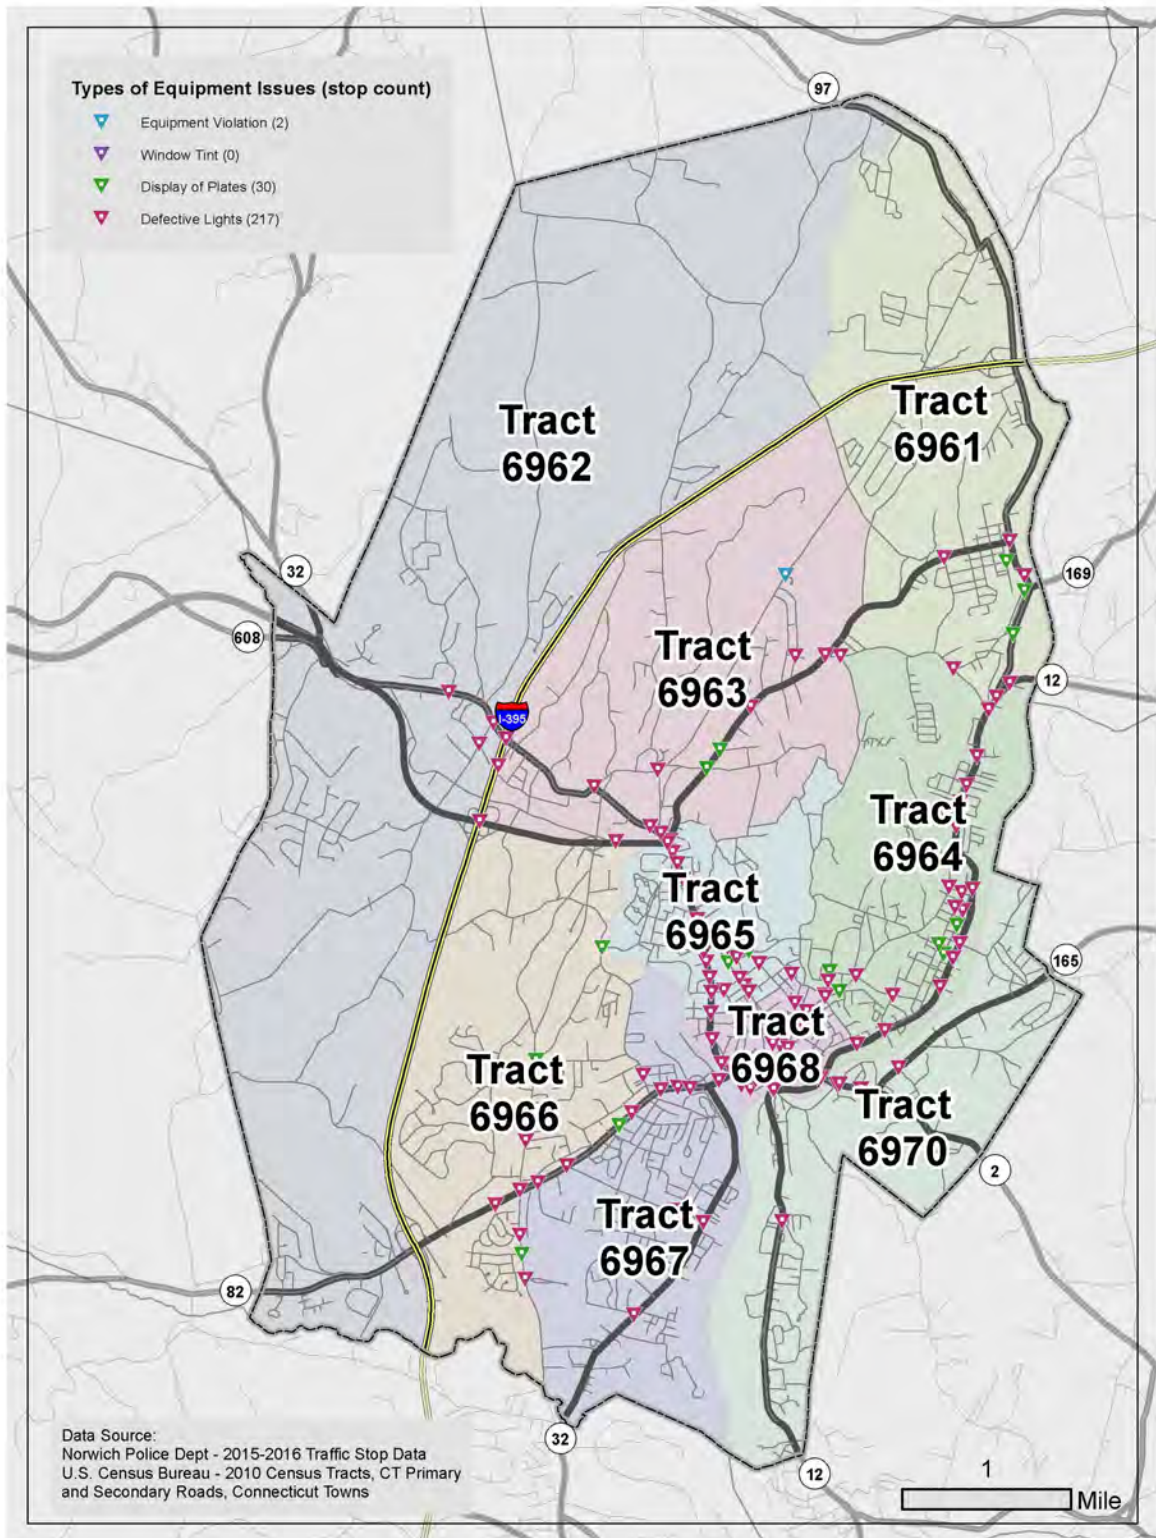 Types of Equipment Issues (stop count)
Equipment Violation (2)
Window Tint (0)
Display of Plates (30)
Defective Lights (217)
97
Tract
6962
Tract
6961
32
169
608
Tract
6963
12
I-395
Tract
6964
Tract
6965
165
Tract
6968
Tract
6966
Tract
6970
2
Tract
6967
82
Data Source:
Norwich Police Dept - 2015-2016 Traffic Stop Data
U.S. Census Bureau - 2010 Census Tracts, CT Primary
and Secondary Roads, Connecticut Towns
32
12
1
Mile